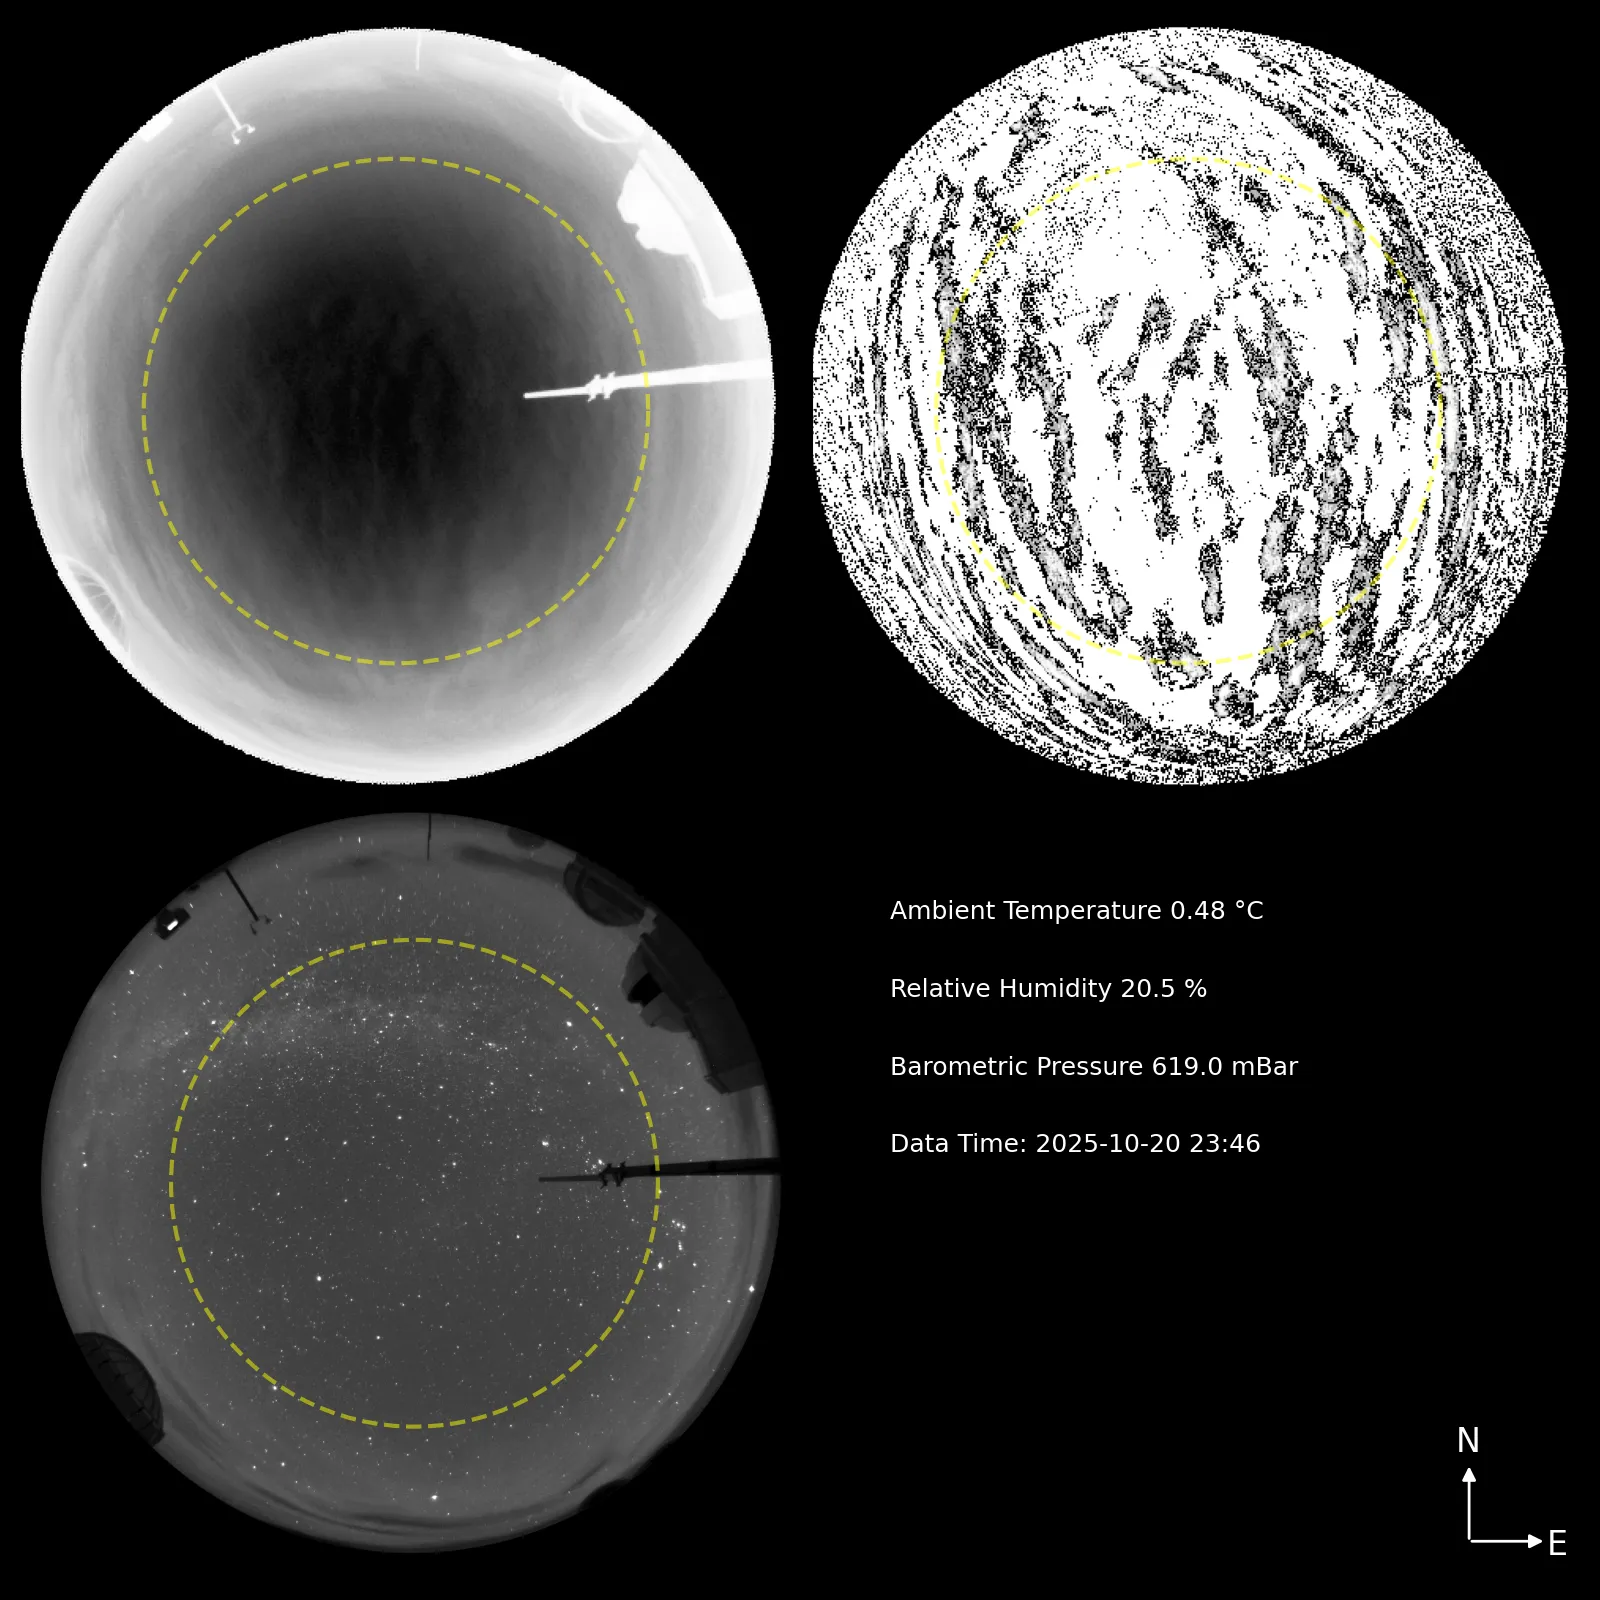 Ambient Temperature 0.48 °C
Relative Humidity 20.5 %
Barometric Pressure 619.0 mBar
Data Time: 2025-10-20 23:46
N
E